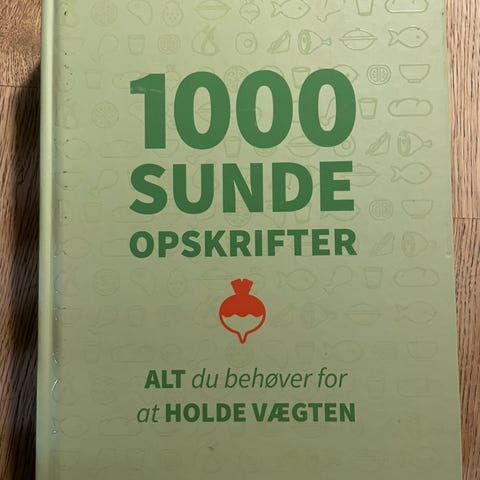 1000
SUNDE
OPSKRIFTER
ALT du behøver for
at HOLDE VÆGTEN